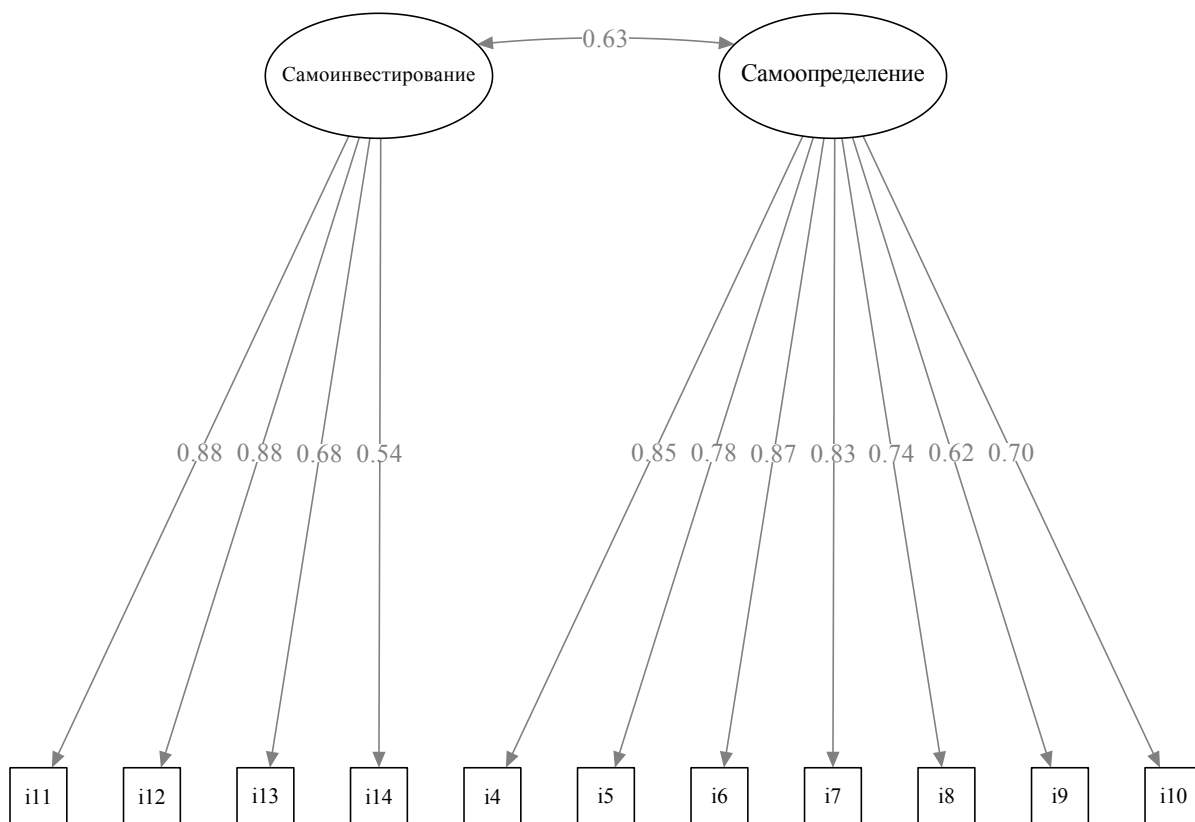 0.63
Самоинвестирование
Самоопределение
0.88 0.88 0.68 0.54 0.85 0.78 0.87 0.83 0.74 0.62 0.70
i11 i12 i13 i14 i4 i5 i6 i7 i8 i9 i10